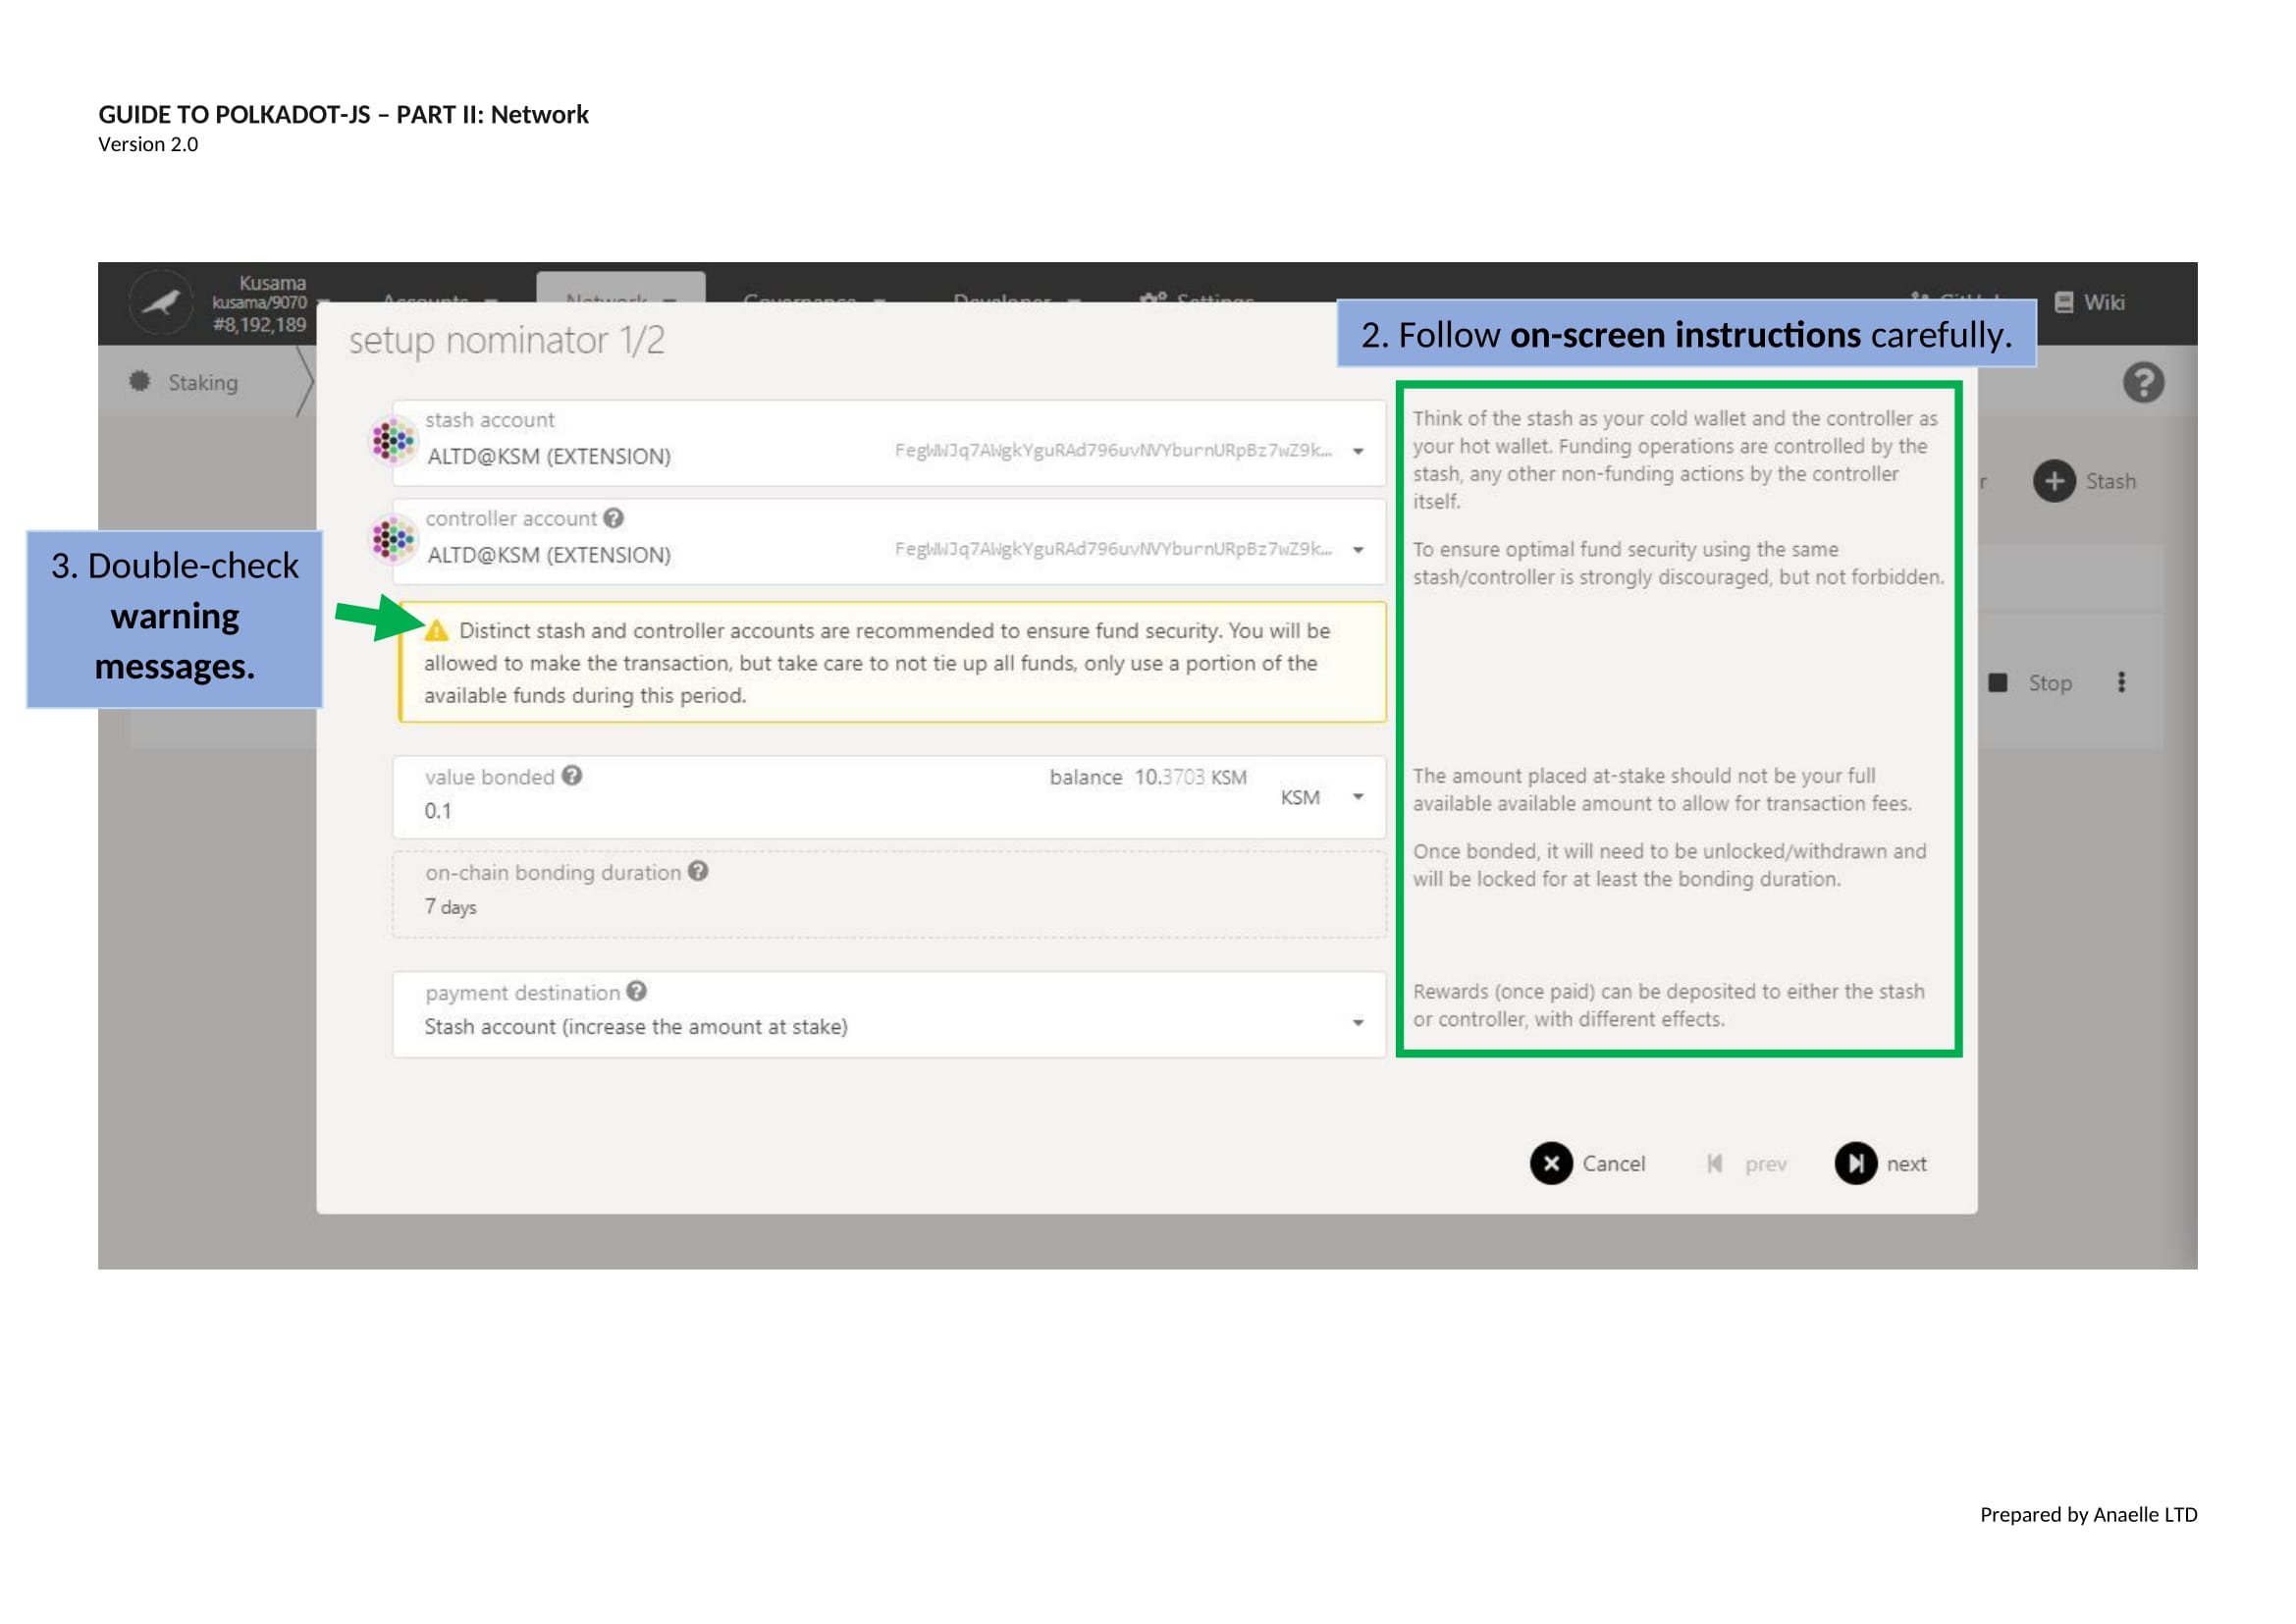 GUIDE TO POLKADOT-JS – PART II: Network
Version 2.0
Kusama
kusama/9070
#8,192,189
Accounts
Network
Governance
Developer
Settings
GitHub
Wiki
Staking
setup nominator 1/2
2. Follow on-screen instructions carefully.
stash account
ALTD@KSM (EXTENSION)
FegWWJq7AWgkYguRAd796uvNVYburnURpBz7wZ9k...
controller account
ALTD@KSM (EXTENSION)
FegWWJq7AWgkYguRAd796uvNVYburnURpBz7wZ9k...
Think of the stash as your cold wallet and the controller as
your hot wallet. Funding operations are controlled by the
stash, any other non-funding actions by the controller
itself.
To ensure optimal fund security using the same
stash/controller is strongly discouraged, but not forbidden.
r
Stash
3. Double-check
warning
messages.
Distinct stash and controller accounts are recommended to ensure fund security. You will be
allowed to make the transaction, but take care to not tie up all funds, only use a portion of the
available funds during this period.
Stop
value bonded
0.1
balance 10.3703 KSM
KSM
The amount placed at-stake should not be your full
available available amount to allow for transaction fees.
on-chain bonding duration
7 days
Once bonded, it will need to be unlocked/withdrawn and
will be locked for at least the bonding duration.
payment destination
Stash account (increase the amount at stake)
Rewards (once paid) can be deposited to either the stash
or controller, with different effects.
Cancel
prev
next
Prepared by Anaelle LTD